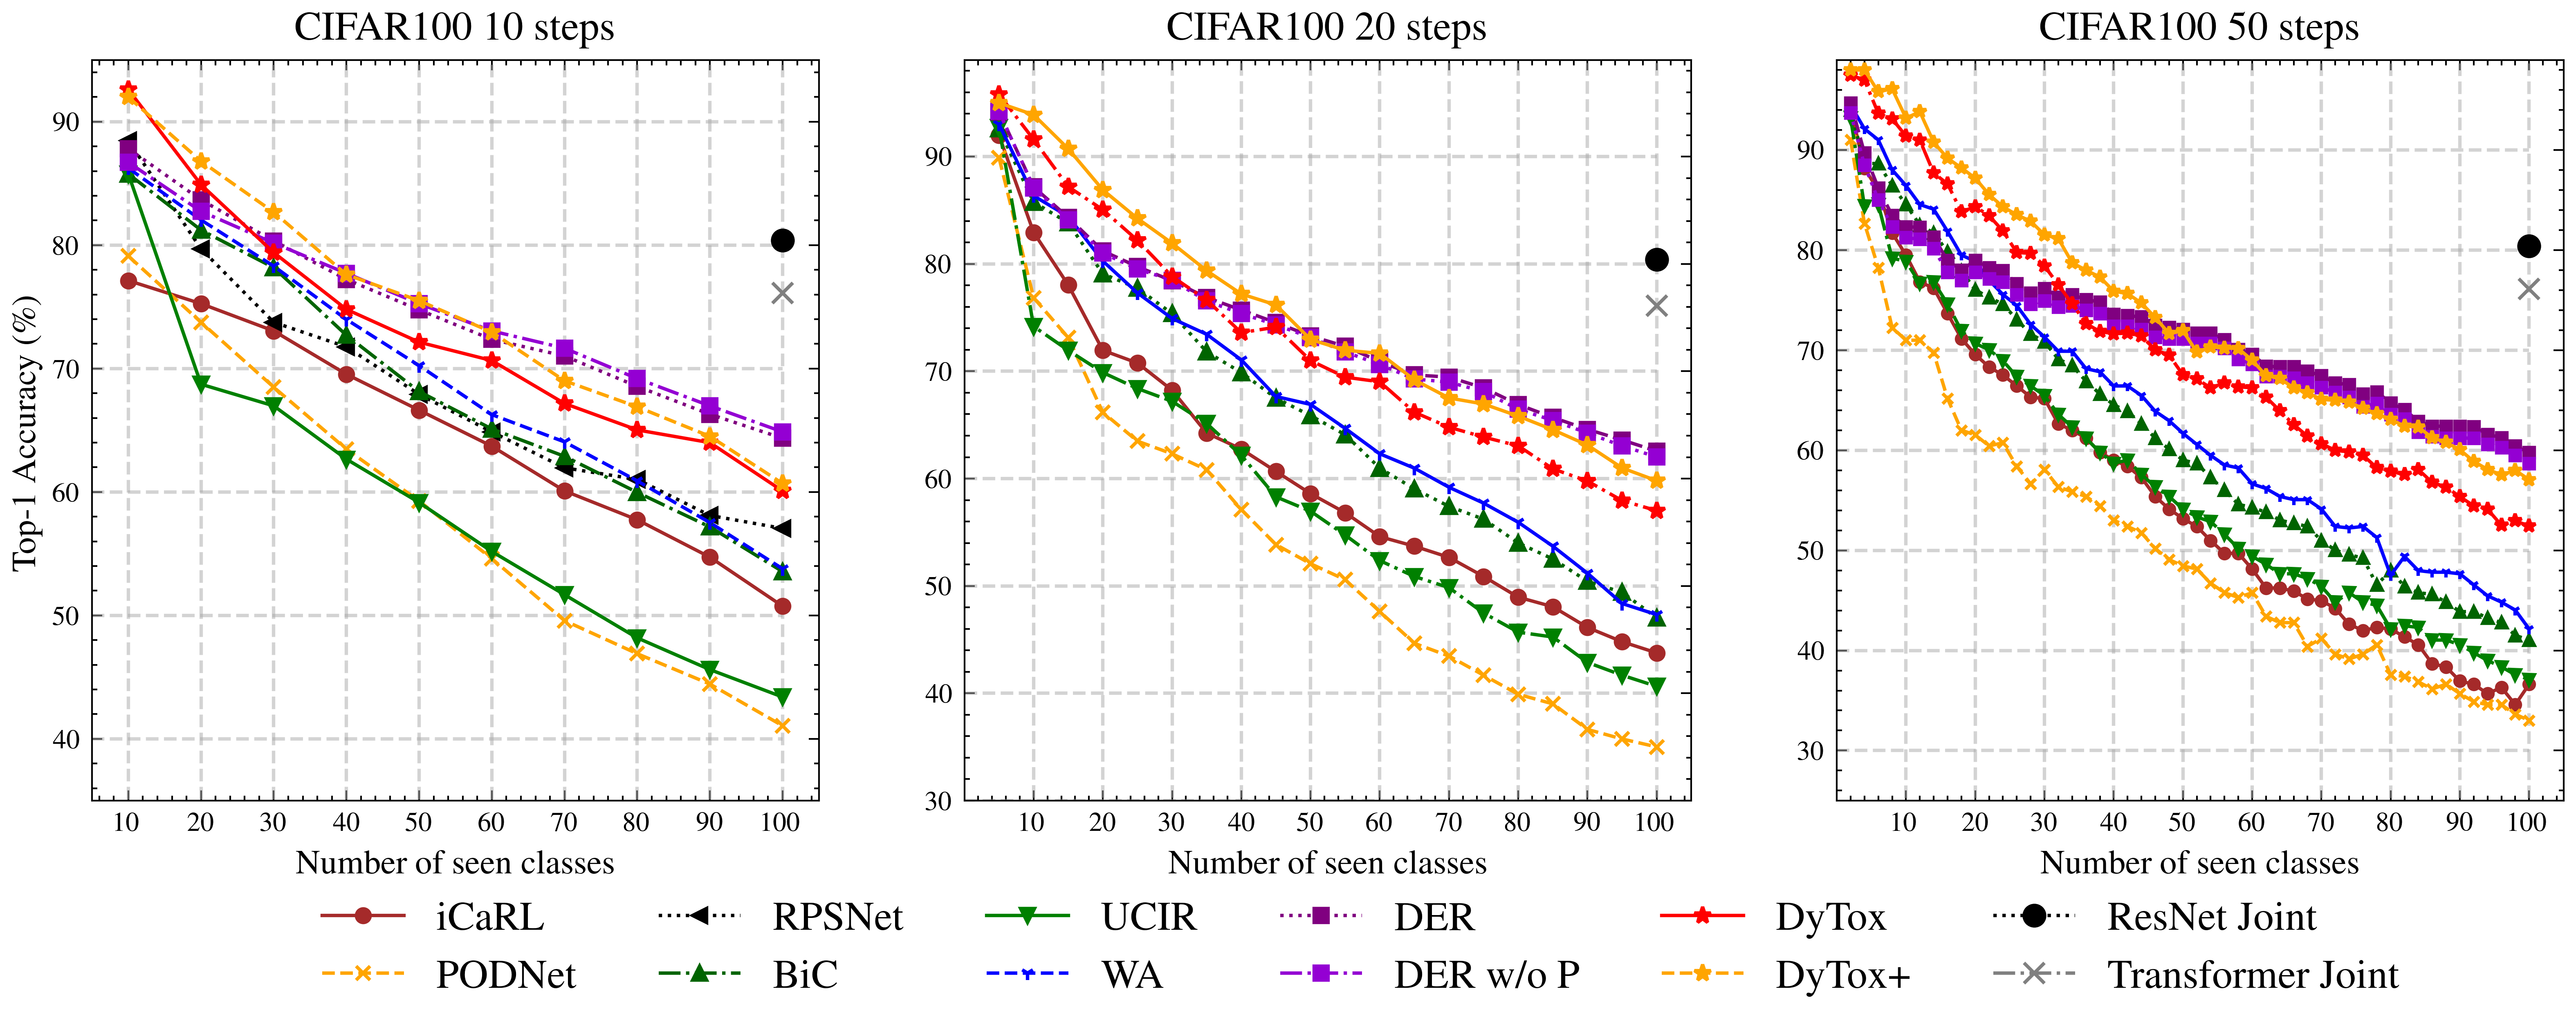 CIFAR100 10 steps
CIFAR100 20 steps
CIFAR100 50 steps
Top-1 Accuracy (%)
90
80
70
60
50
40
10 20 30 40 50 60 70 80 90 100
Number of seen classes
90
80
70
60
50
40
30
10 20 30 40 50 60 70 80 90 100
Number of seen classes
90
80
70
60
50
40
30
10 20 30 40 50 60 70 80 90 100
Number of seen classes
iCaRL RPSNet UCIR DER DyTox ResNet Joint
PODNet BiC WA DER w/o P DyTox+ Transformer Joint